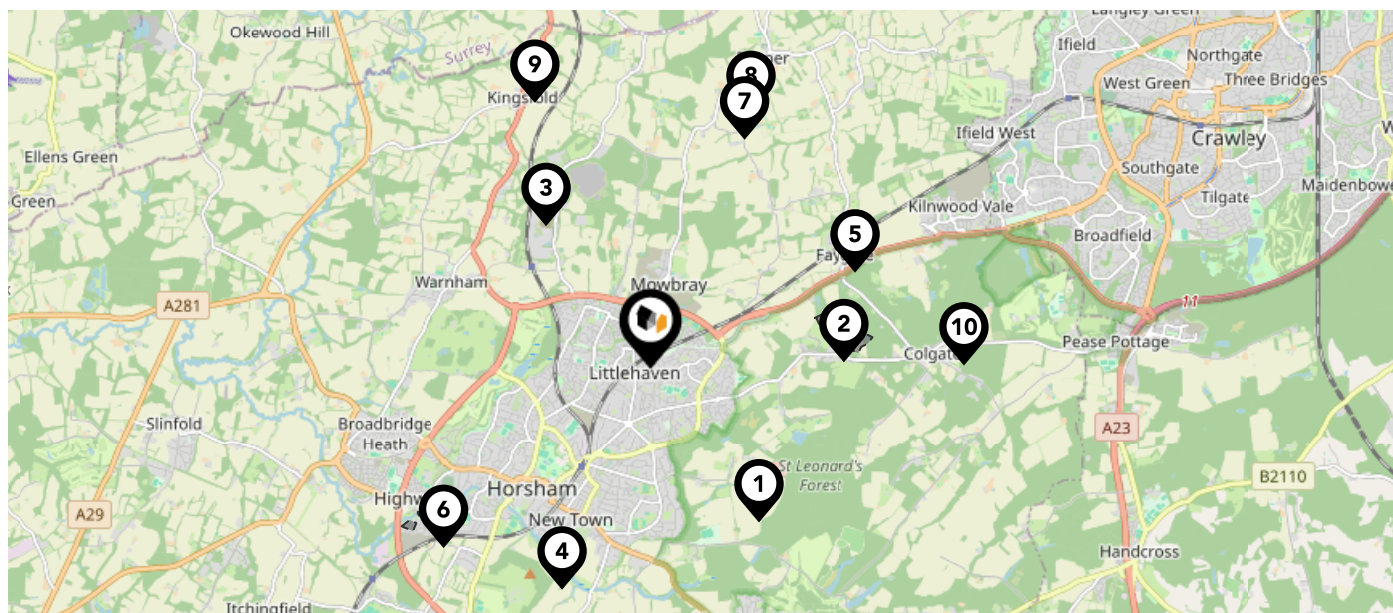 Langley Green
Okewood Hill
Ifield
Surrey
9
8
Northgate
Kingsfold
7
West Green
Three Bridges
Ifield West
Crawley
Ellens Green
Southgate
3
Tilgate
Maidenbowe
Green
Kilnwood Vale
5
Broadfield
Warnham
Mowbray
11
A281
2
10
Colgate
Pease Pottage
Littlehaven
Slinfold
Broadbridge
Heath
A23
1
St Leonard's
Forest
B2110
Horsham
Highw
6
A29
New Town
4
Handcross
Itchingfield